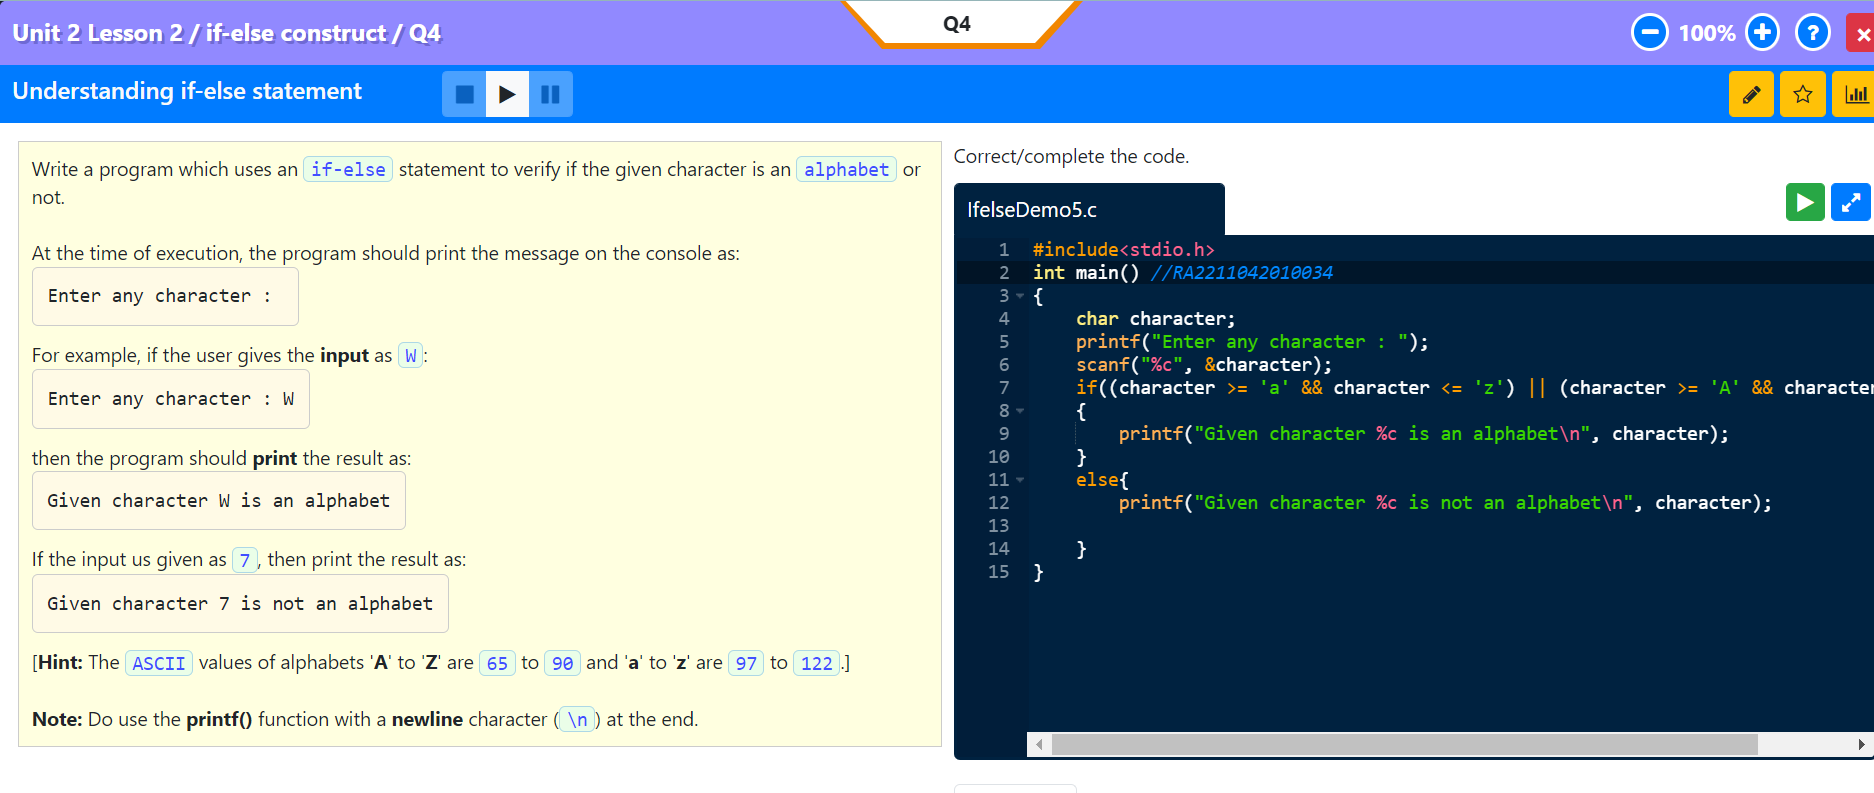 Unit 2 Lesson 2 / if-else construct / Q4
Q4
100%
?
×
Understanding if-else statement
Write a program which uses an if-else statement to verify if the given character is an alphabet or
not.
At the time of execution, the program should print the message on the console as:
Enter any character :
For example, if the user gives the input as W:
Enter any character : W
then the program should print the result as:
Given character W is an alphabet
If the input us given as 7, then print the result as:
Given character 7 is not an alphabet
[Hint: The ASCII values of alphabets 'A' to 'Z' are 65 to 90 and 'a' to 'z' are 97 to 122.]
Note: Do use the printf() function with a newline character (\n) at the end.
Correct/complete the code.
IfelseDemo5.c
1 #include<stdio.h>
2 int main() //RA2211042010034
3 {
4 char character;
5 printf("Enter any character : ");
6 scanf("%c", &character);
7 if((character >= 'a' && character <= 'z') || (character >= 'A' && character
8 {
9 printf("Given character %c is an alphabet\n", character);
10 }
11 else{
12 printf("Given character %c is not an alphabet\n", character);
13
14 }
15 }